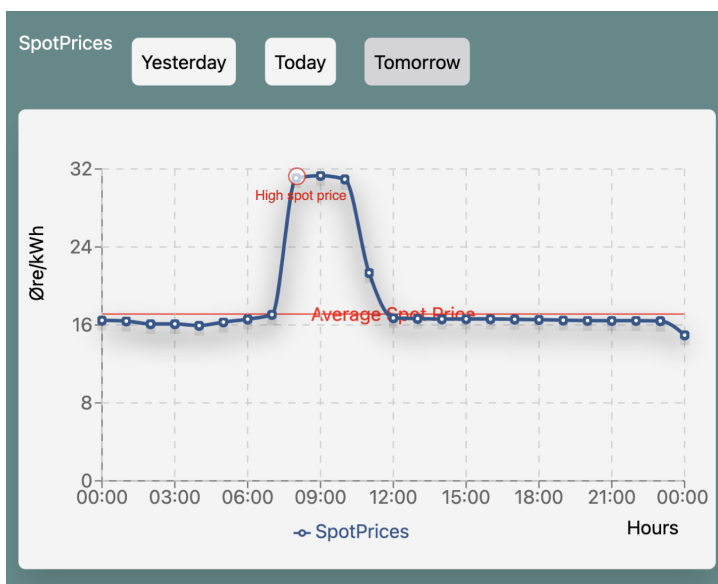 SpotPrices
Yesterday
Today
Tomorrow
32
High spot price
24
Øre/kWh
Average Spot Price
16
8
0
00:00 03:00 06:00 09:00 12:00 15:00 18:00 21:00 00:00
SpotPrices
Hours